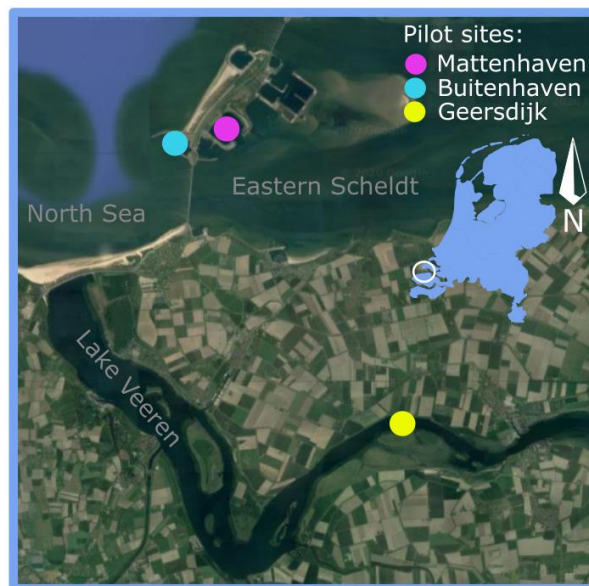 Pilot sites:
Mattenhaven
Buitenhaven
Geersdijk
Eastern Scheldt
North Sea
N
Lake Veeren